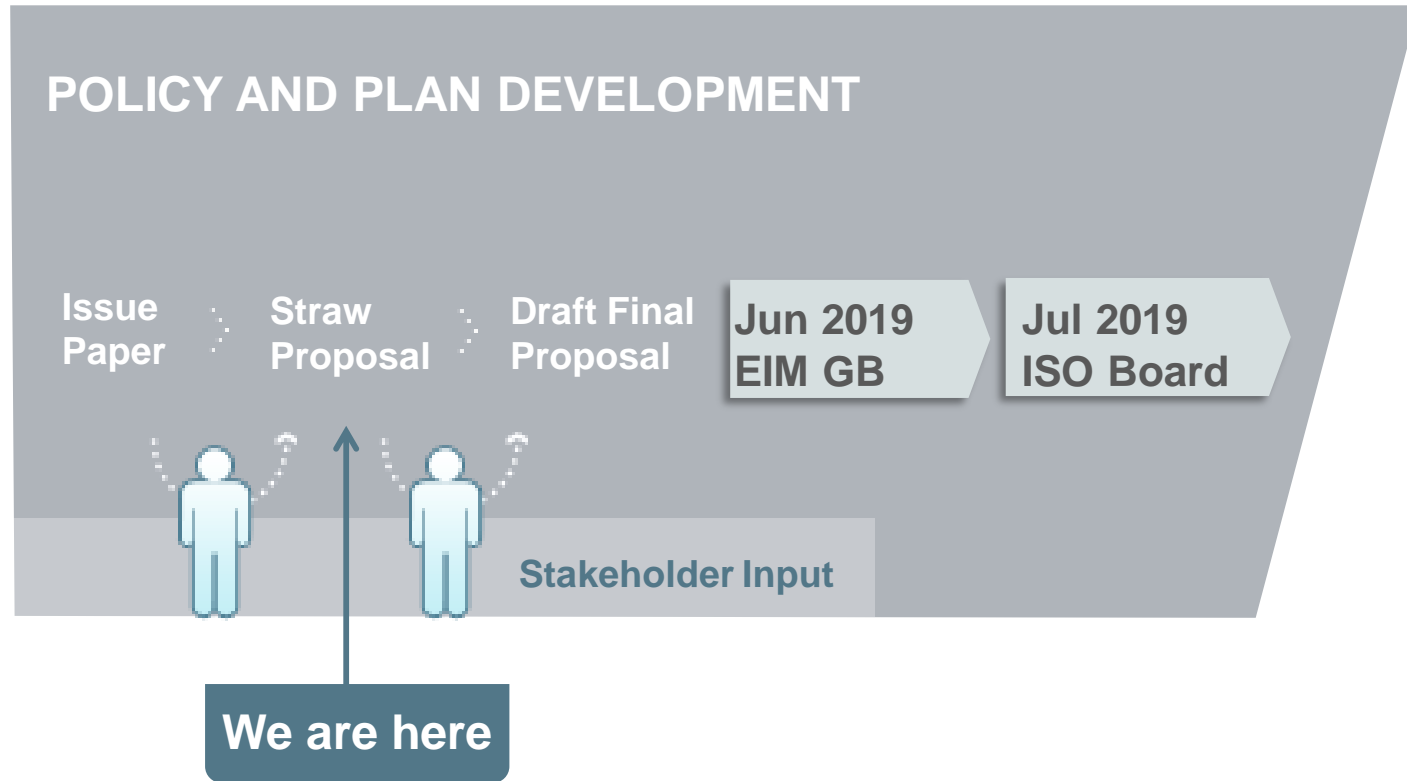 POLICY AND PLAN DEVELOPMENT
Issue
Paper
Straw
Proposal
Draft Final
Proposal
Jun 2019
EIM GB
Jul 2019
ISO Board
Stakeholder Input
We are here